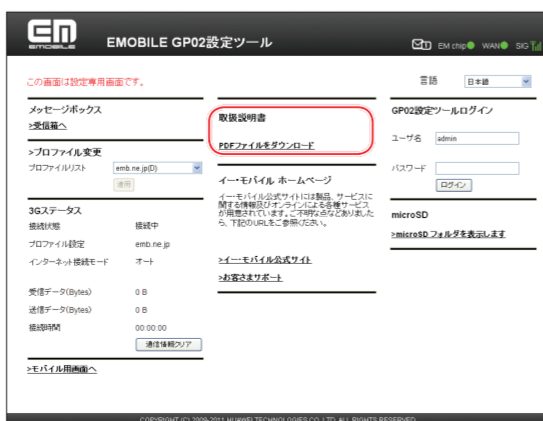 EMOBILE
EMOBILE GP02設定ツール
1
EM chip
WAN
SIG
この画面は設定専用画面です。
言語
日本語
メッセージボックス
>受信箱へ
>プロファイル変更
プロファイルリスト
emb.ne.jp(D)
適用
3Gステータス
接続状態
接続中
プロファイル設定
emb.ne.jp
インターネット接続モード
オート
受信データ(Bytes)
0 B
送信データ(Bytes)
0 B
接続時間
00:00:00
通信情報クリア
>モバイル用画面へ
取扱説明書
PDFファイルをダウンロード
イー・モバイル ホームページ
イー・モバイル公式サイトには製品、サービスに
関する情報及びオンラインによる各種サービス
が用意されています。ご不明な点などありました
ら、下記のURLをご参照ください。
>イー・モバイル公式サイト
>お客さまサポート
GP02設定ツールログイン
ユーザ名
admin
パスワード
ログイン
microSD
>microSD フォルダを表示します
COPYRIGHT (C) 2009-2011 HUAWEI TECHNOLOGIES CO., LTD. ALL RIGHTS RESERVED.